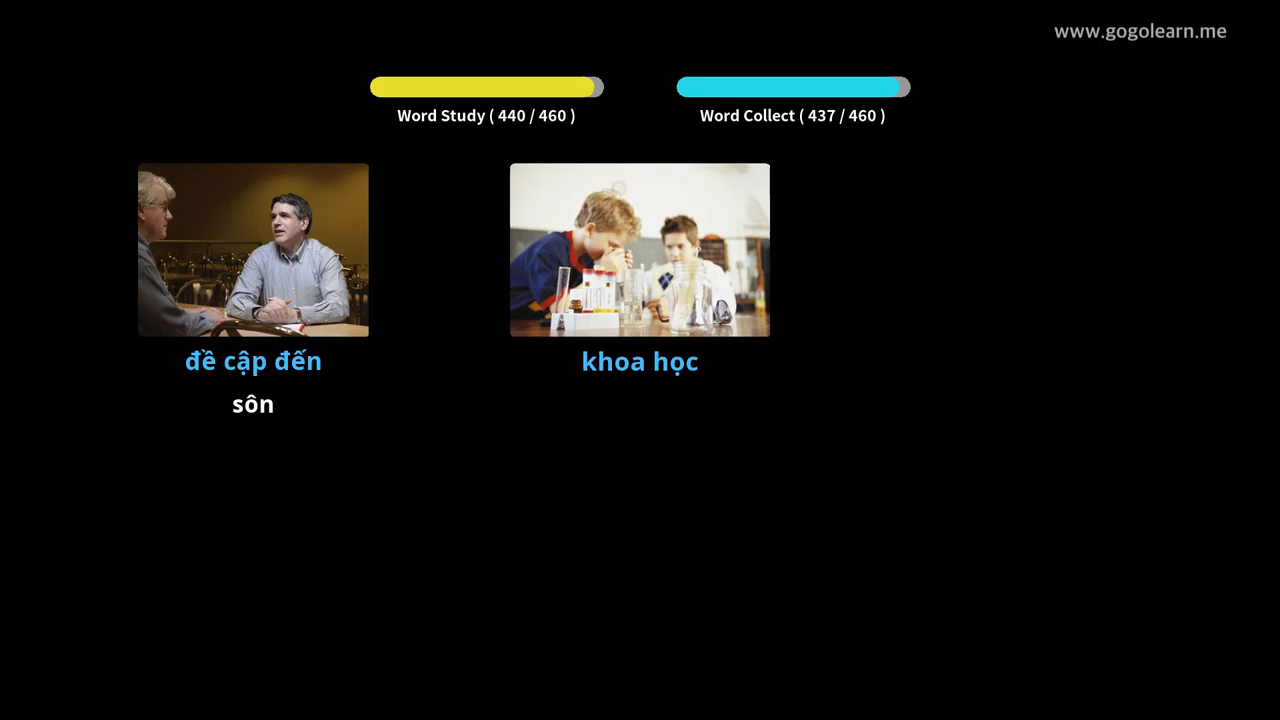 www.gogolearn.me
Word Study ( 440 / 460 )
Word Collect ( 437 / 460 )
đề cập đến
sôn
khoa học